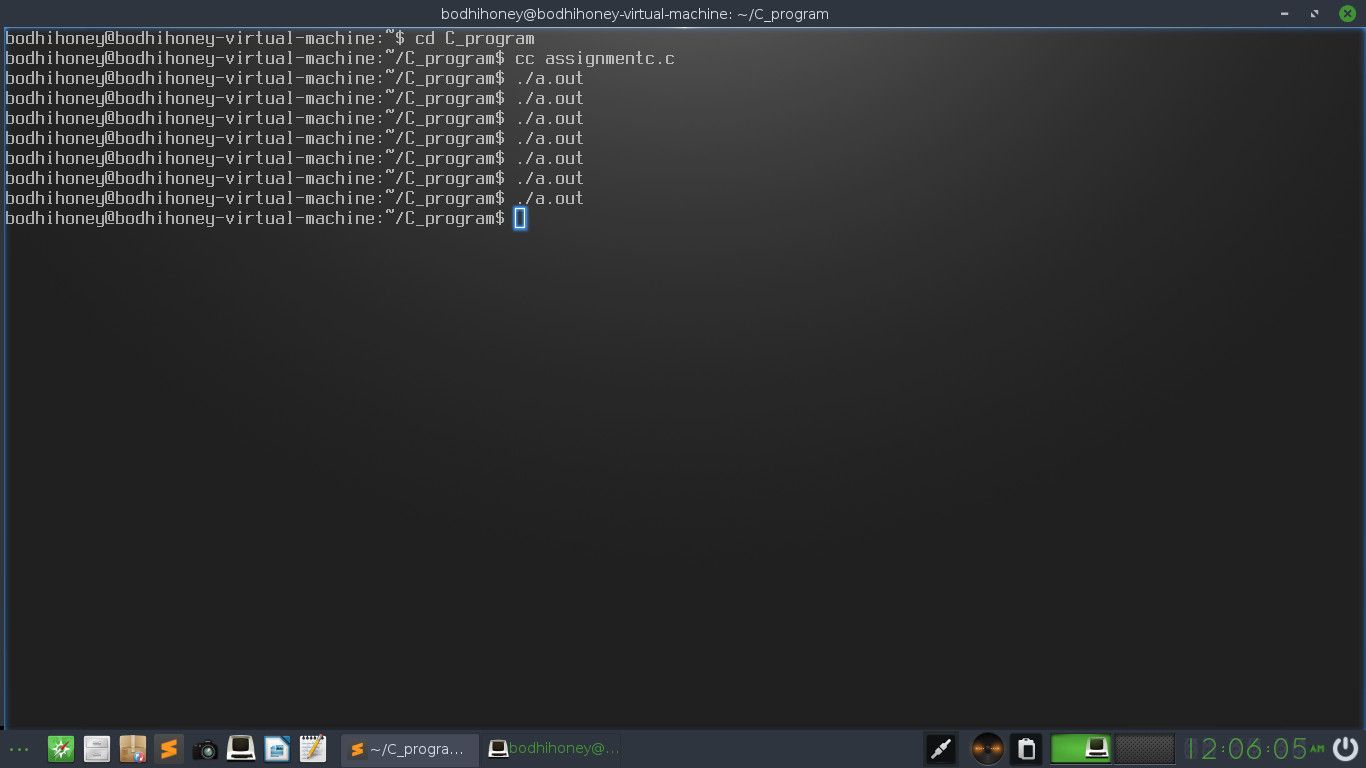 bodhihoney@bodhihoney-virtual-machine: ~/C_program
bodhihoney@bodhihoney-virtual-machine:~$ cd C_program
bodhihoney@bodhihoney-virtual-machine:~/C_program$ cc assignmentc.c
bodhihoney@bodhihoney-virtual-machine:~/C_program$ ./a.out
bodhihoney@bodhihoney-virtual-machine:~/C_program$ ./a.out
bodhihoney@bodhihoney-virtual-machine:~/C_program$ ./a.out
bodhihoney@bodhihoney-virtual-machine:~/C_program$ ./a.out
bodhihoney@bodhihoney-virtual-machine:~/C_program$ ./a.out
bodhihoney@bodhihoney-virtual-machine:~/C_program$ ./a.out
bodhihoney@bodhihoney-virtual-machine:~/C_program$ ./a.out
bodhihoney@bodhihoney-virtual-machine:~/C_program$
~/C_progra... bodhihoney@... 12:06:05 AM